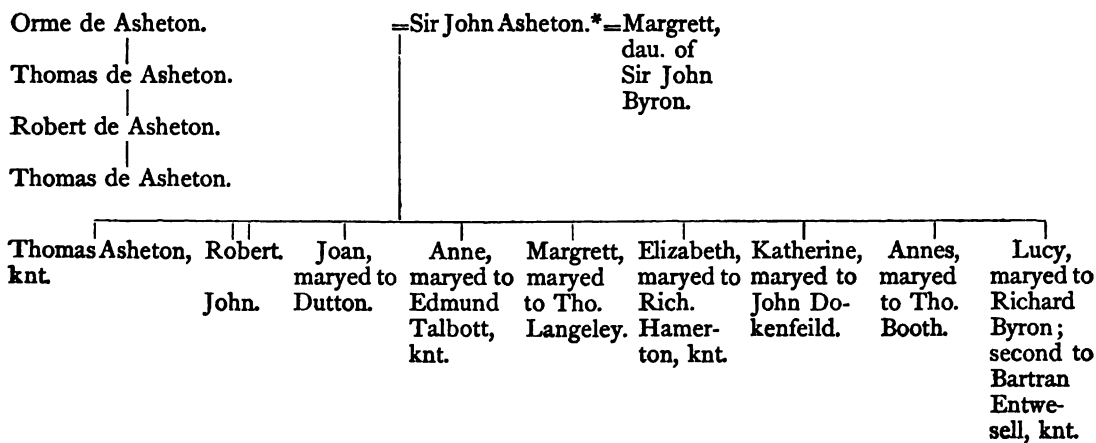 Orme de Asheton.
=Sir John Asheton.*=Margrett,
dau. of
Sir John
Byron.
Thomas de Asheton.
Robert de Asheton.
Thomas de Asheton.
Thomas Asheton,
knt.
Robert.
John.
Joan,
maryed to
Dutton.
Anne,
maryed to
Edmund
Talbott,
knt.
Margrett,
maryed
to Tho.
Langeley.
Elizabeth,
maryed to
Rich.
Hamer-
ton, knt.
Katherine,
maryed to
John Do-
kenfeild.
Annes,
maryed
to Tho.
Booth.
Lucy,
maryed to
Richard
Byron;
second to
Bartran
Entwe-
sell, knt.